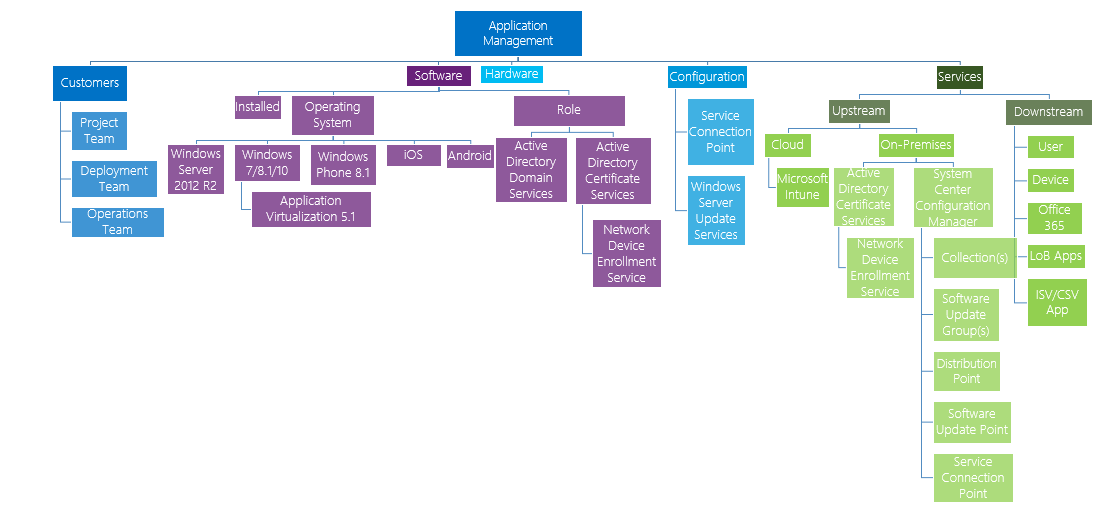 Application
Management
Customers
Software
Hardware
Configuration
Services
Project
Team
Deployment
Team
Operations
Team
Installed
Operating
System
Role
Windows
Server
2012 R2
Windows
7/8.1/10
Windows
Phone 8.1
iOS
Android
Application
Virtualization 5.1
Active
Directory
Domain
Services
Active
Directory
Certificate
Services
Network
Device
Enrollment
Service
Service
Connection
Point
Windows
Server
Update
Services
Upstream
Downstream
Cloud
On-Premises
Microsoft
Intune
Active
Directory
Certificate
Services
System
Center
Configuration
Manager
Network
Device
Enrollment
Service
Collection(s)
Software
Update
Group(s)
Distribution
Point
Software
Update Point
Service
Connection
Point
User
Device
Office
365
LoB Apps
ISV/CSV
App